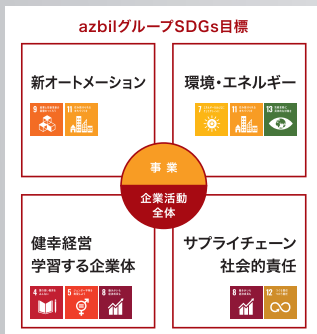 azbilグループSDGs目標
新オートメーション
9
11
環境・エネルギー
7
11
13
事業
企業活動
全体
健幸経営
学習する企業体
4
5
8
サプライチェーン
社会的責任
8
12